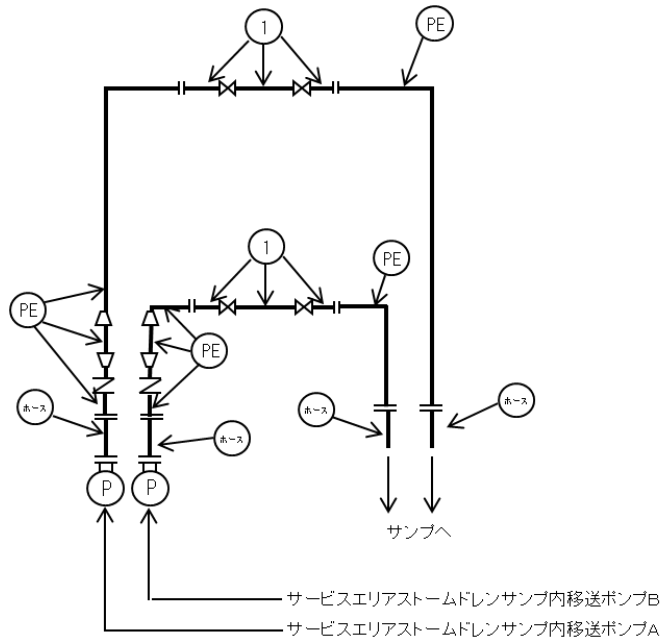 1
PE
1
PE
PE
PE
ホース
ホース
ホース
ホース
P
P
サンプへ
サービスエリアストームドレンサンプ内移送ポンプB
サービスエリアストームドレンサンプ内移送ポンプA